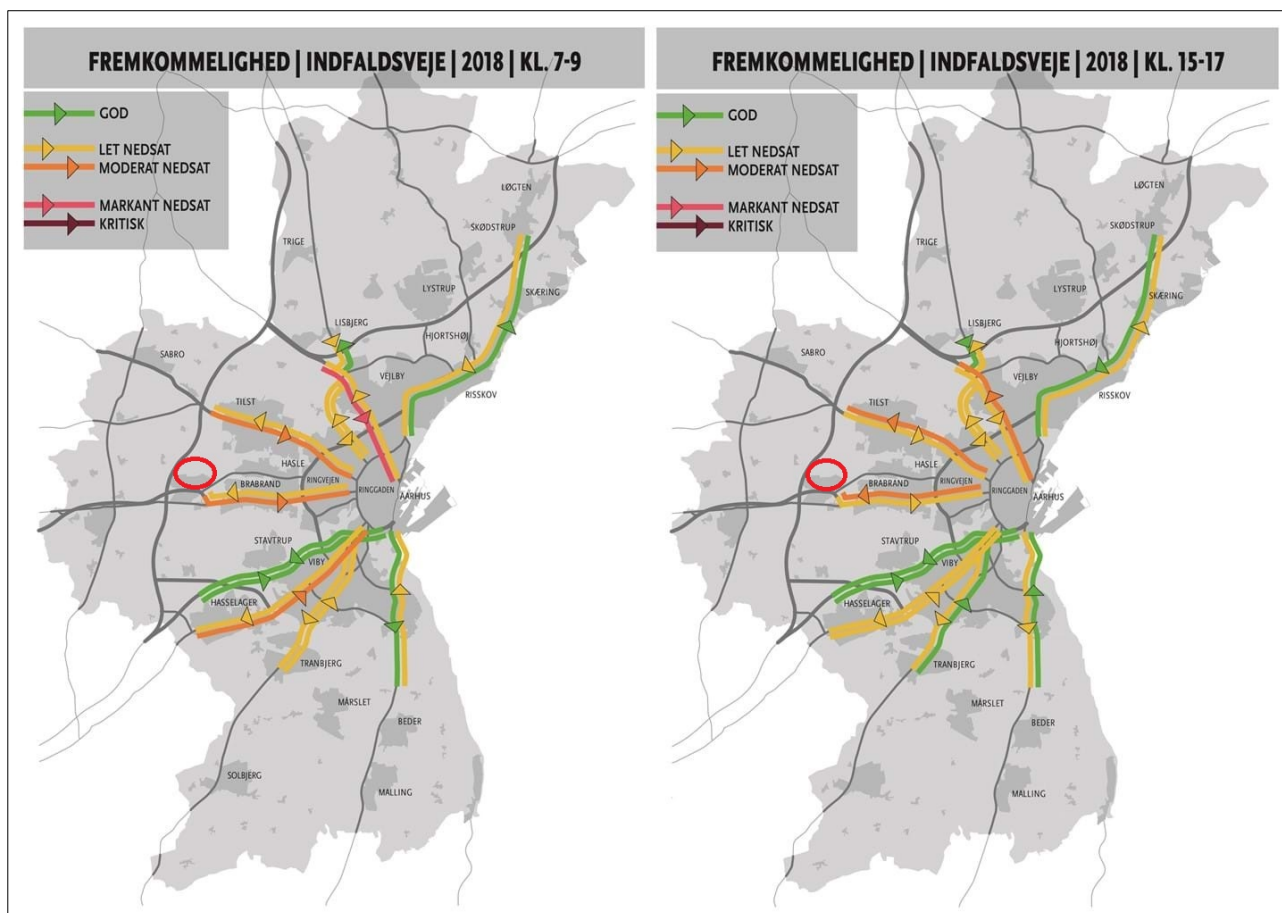 FREMKOMMELIGHED | INDFALDSVEJE | 2018 | KL. 7-9
GOD
LET NEDSAT
MODERAT NEDSAT
MARKANT NEDSAT
KRITISK
LØGTEN
SKØDSTRUP
TRIGE
LYSTRUP
SKÆRING
LISBJERG
HJORTSHØJ
SABRO
VEJLBY
RISSKOV
TILST
HASLE
BRABRAND
RINGVEJEN
RINGGADEN
AARHUS
STAVTRUP
VIBY
HASSELAGER
TRANBJERG
MÅRSLET
BEDER
SOLBJERG
MALLING
FREMKOMMELIGHED | INDFALDSVEJE | 2018 | KL. 15-17
GOD
LET NEDSAT
MODERAT NEDSAT
MARKANT NEDSAT
KRITISK
LØGTEN
SKØDSTRUP
TRIGE
LYSTRUP
SKÆRING
LISBJERG
HJORTSHØJ
SABRO
VEJLBY
RISSKOV
TILST
HASLE
BRABRAND
RINGVEJEN
RINGGADEN
AARHUS
STAVTRUP
VIBY
HASSELAGER
TRANBJERG
MÅRSLET
BEDER
SOLBJERG
MALLING